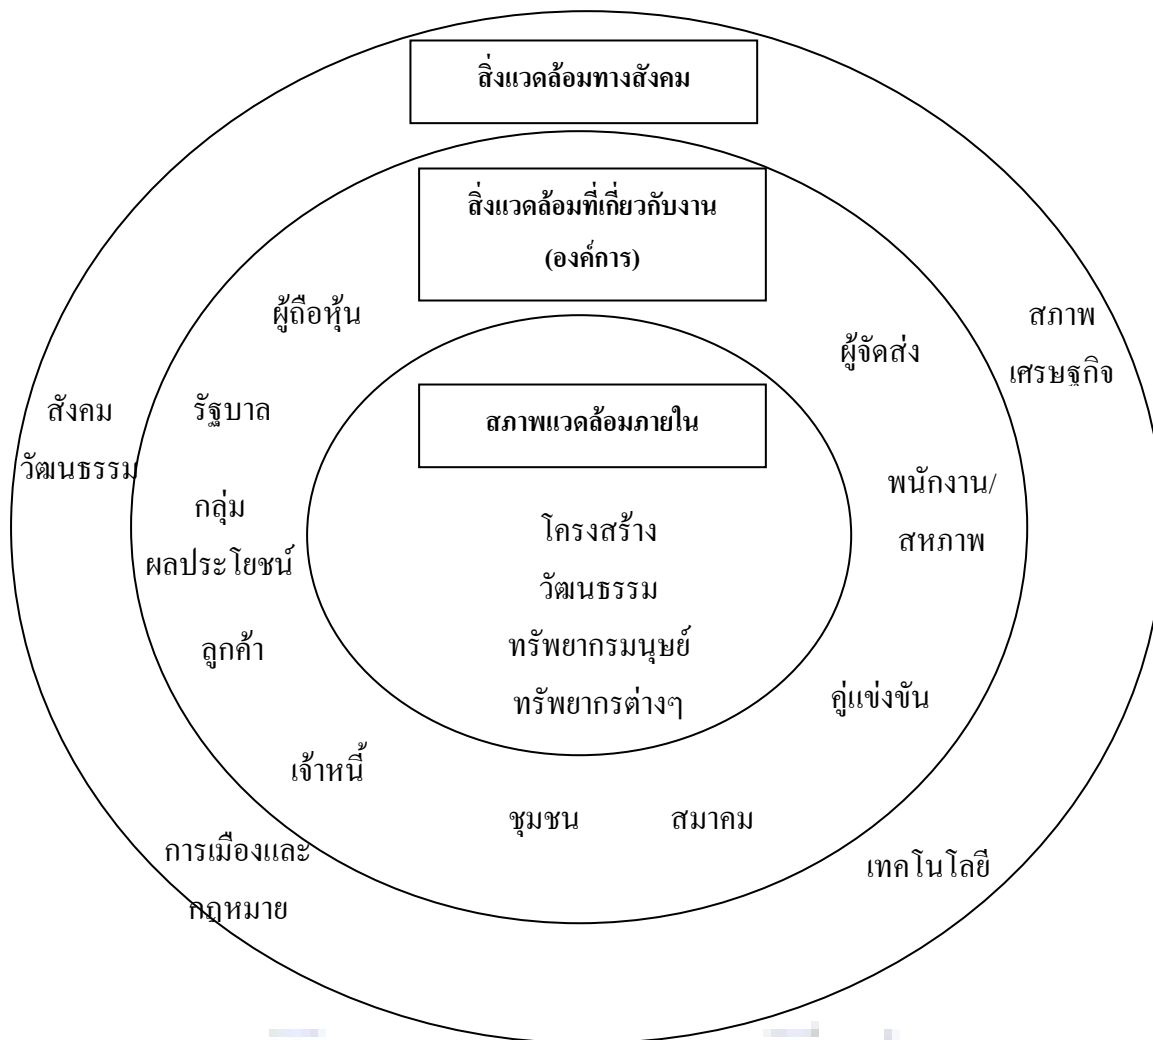 สิ่งแวดล้อมทางสังคม
สิ่งแวดล้อมที่เกี่ยวกับงาน
(องค์การ)
ผู้ถือหุ้น
สภาพ
เศรษฐกิจ
ผู้จัดส่ง
สังคม
วัฒนธรรม
รัฐบาล
สภาพแวดล้อมภายใน
กลุ่ม
ผลประโยชน์
พนักงาน/
สหภาพ
โครงสร้าง
วัฒนธรรม
ทรัพยากรมนุษย์
ทรัพยากรต่างๆ
ลูกค้า
คู่แข่งขัน
เจ้าหนี้
ชุมชน
สมาคม
การเมืองและ
กฎหมาย
เทคโนโลยี